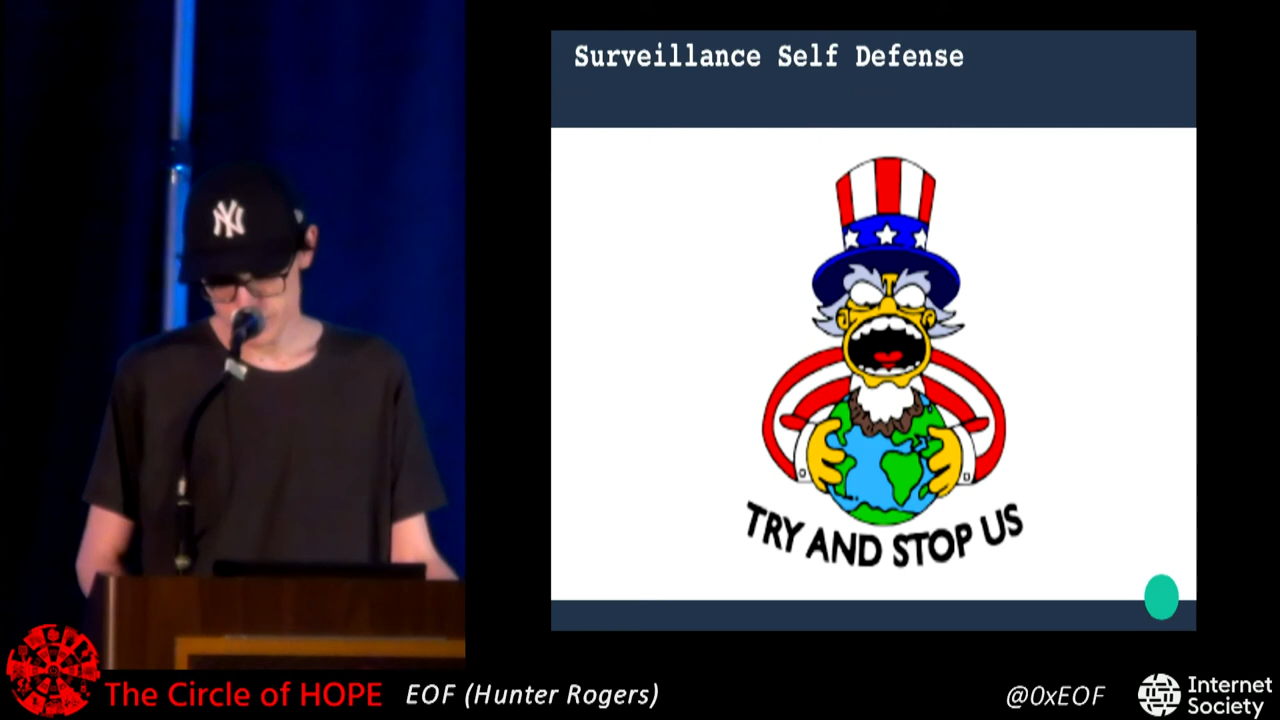 Surveillance Self Defense
NY
TRY AND STOP US
The Circle of HOPE
EOF (Hunter Rogers)
@0xEOF
Internet
Society